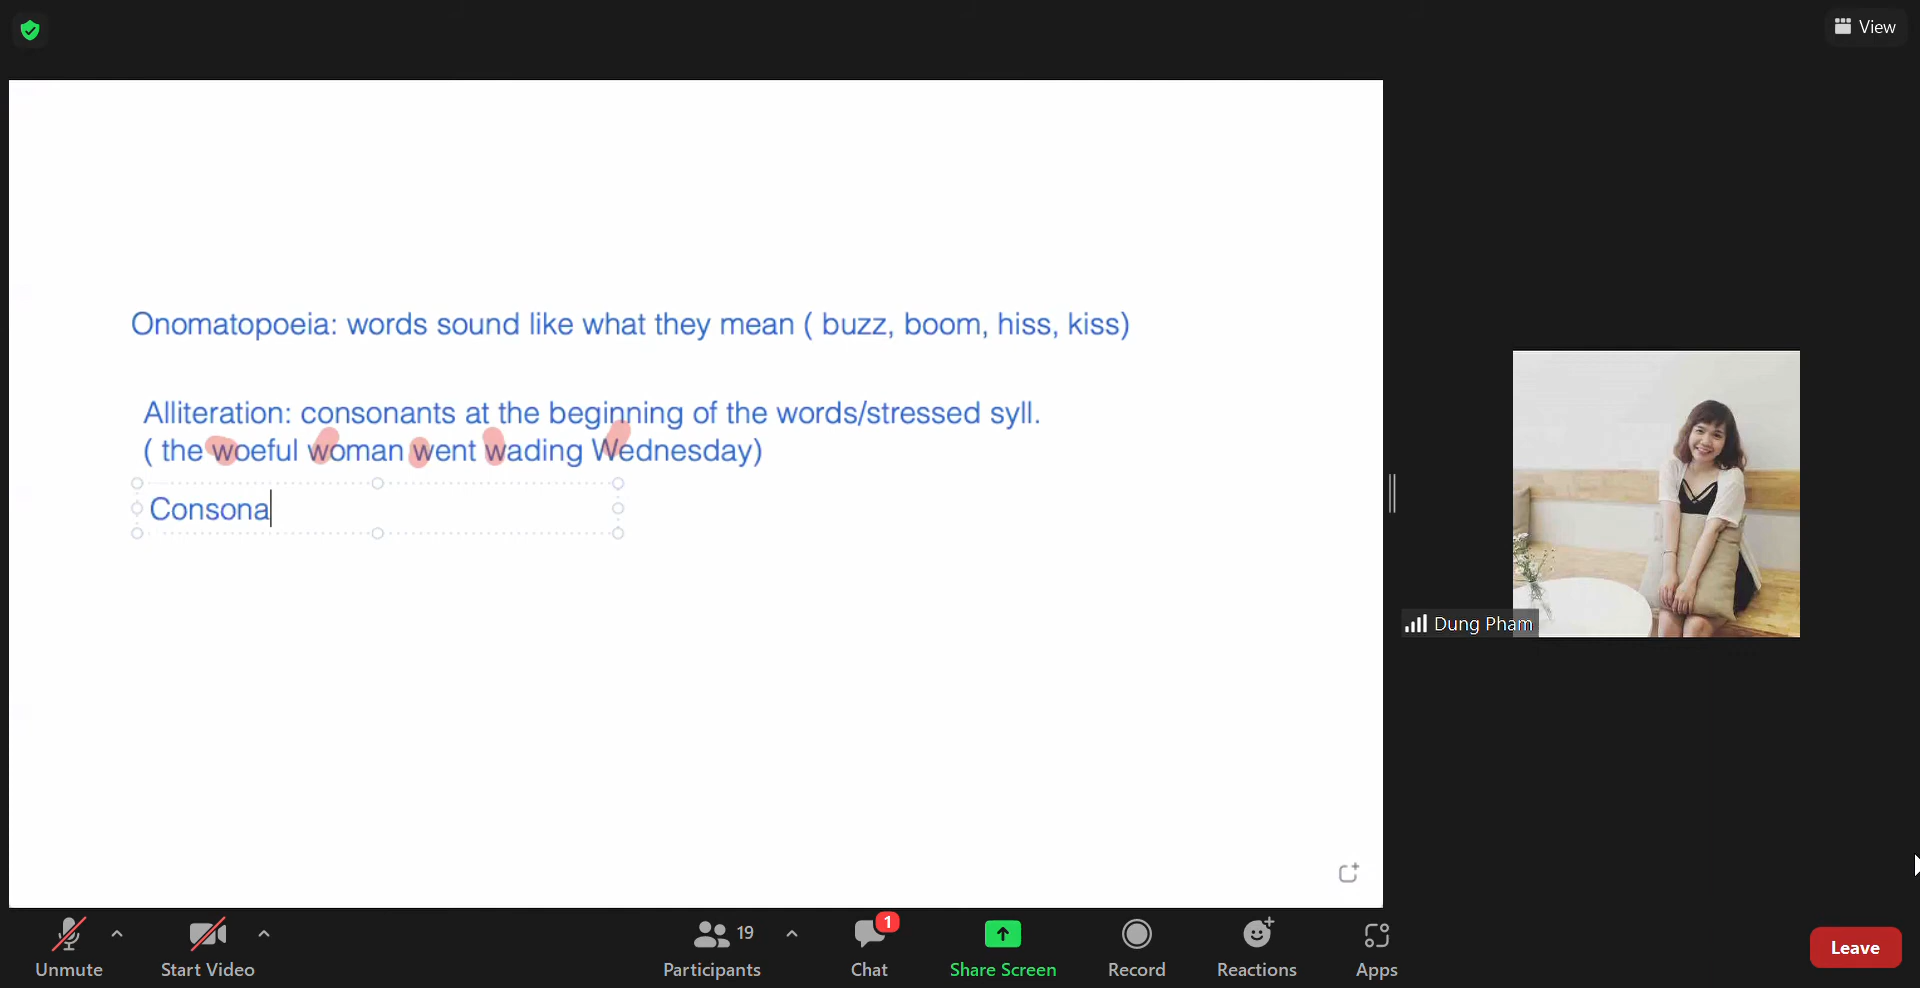 View
Onomatopoeia: words sound like what they mean ( buzz, boom, hiss, kiss)
Alliteration: consonants at the beginning of the words/stressed syll.
( the woeful woman went wading Wednesday)
Consona
Dung Pham
19
1
Unmute
Start Video
Participants
Chat
Share Screen
Record
Reactions
Apps
Leave